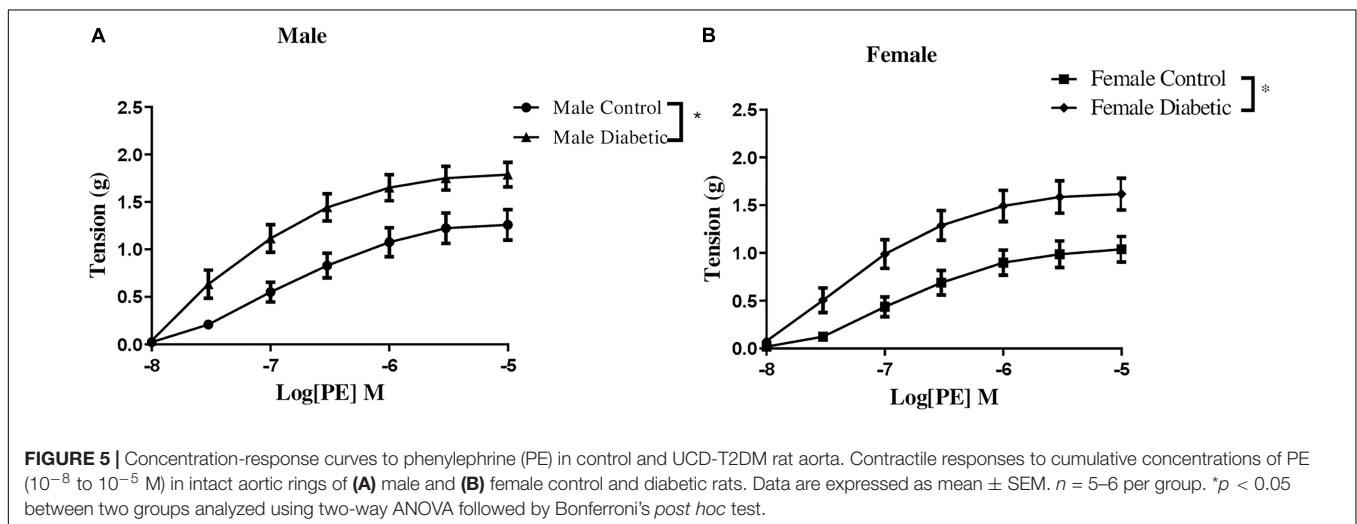 A
Male
Male Control
Male Diabetic
*
2.5
2.0
1.5
1.0
0.5
0.0
Tension (g)
-8
-7
-6
-5
Log[PE] M
B
Female
Female Control
Female Diabetic
*
2.5
2.0
1.5
1.0
0.5
0.0
Tension (g)
-8
-7
-6
-5
Log[PE] M
FIGURE 5 | Concentration-response curves to phenylephrine (PE) in control and UCD-T2DM rat aorta. Contractile responses to cumulative concentrations of PE
(10⁻⁸ to 10⁻⁵ M) in intact aortic rings of (A) male and (B) female control and diabetic rats. Data are expressed as mean ± SEM. n = 5–6 per group. *p < 0.05
between two groups analyzed using two-way ANOVA followed by Bonferroni's post hoc test.